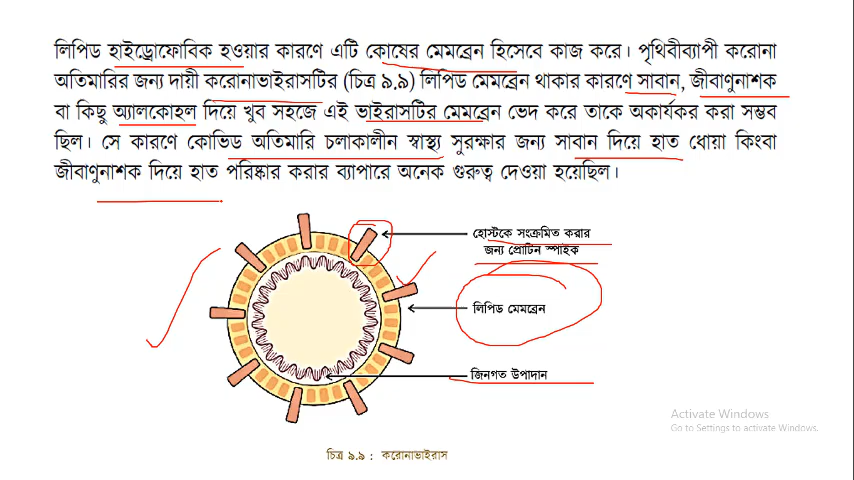 লিপিড হাইড্রোফোবিক হওয়ার কারণে এটি কোষের মেমব্রেন হিসেবে কাজ করে। পৃথিবীব্যাপী করোনা
অতিমারির জন্য দায়ী করোনাভাইরাসটির (চিত্র ৯.৯) লিপিড মেমব্রেন থাকার কারণে সাবান, জীবাণুনাশক
বা কিছু অ্যালকোহল দিয়ে খুব সহজে এই ভাইরাসটির মেমব্রেন ভেদ করে তাকে অকার্যকর করা সম্ভব
ছিল। সে কারণে কোভিড অতিমারি চলাকালীন স্বাস্থ্য সুরক্ষার জন্য সাবান দিয়ে হাত ধোয়া কিংবা
জীবাণুনাশক দিয়ে হাত পরিষ্কার করার ব্যাপারে অনেক গুরুত্ব দেওয়া হয়েছিল।
হোস্টকে সংক্রমিত করার
জন্য প্রোটিন স্পাইক
লিপিড মেমব্রেন
জিনগত উপাদান
Activate Windows
Go to Settings to activate Windows.
চিত্র ৯.৯ : করোনাভাইরাস